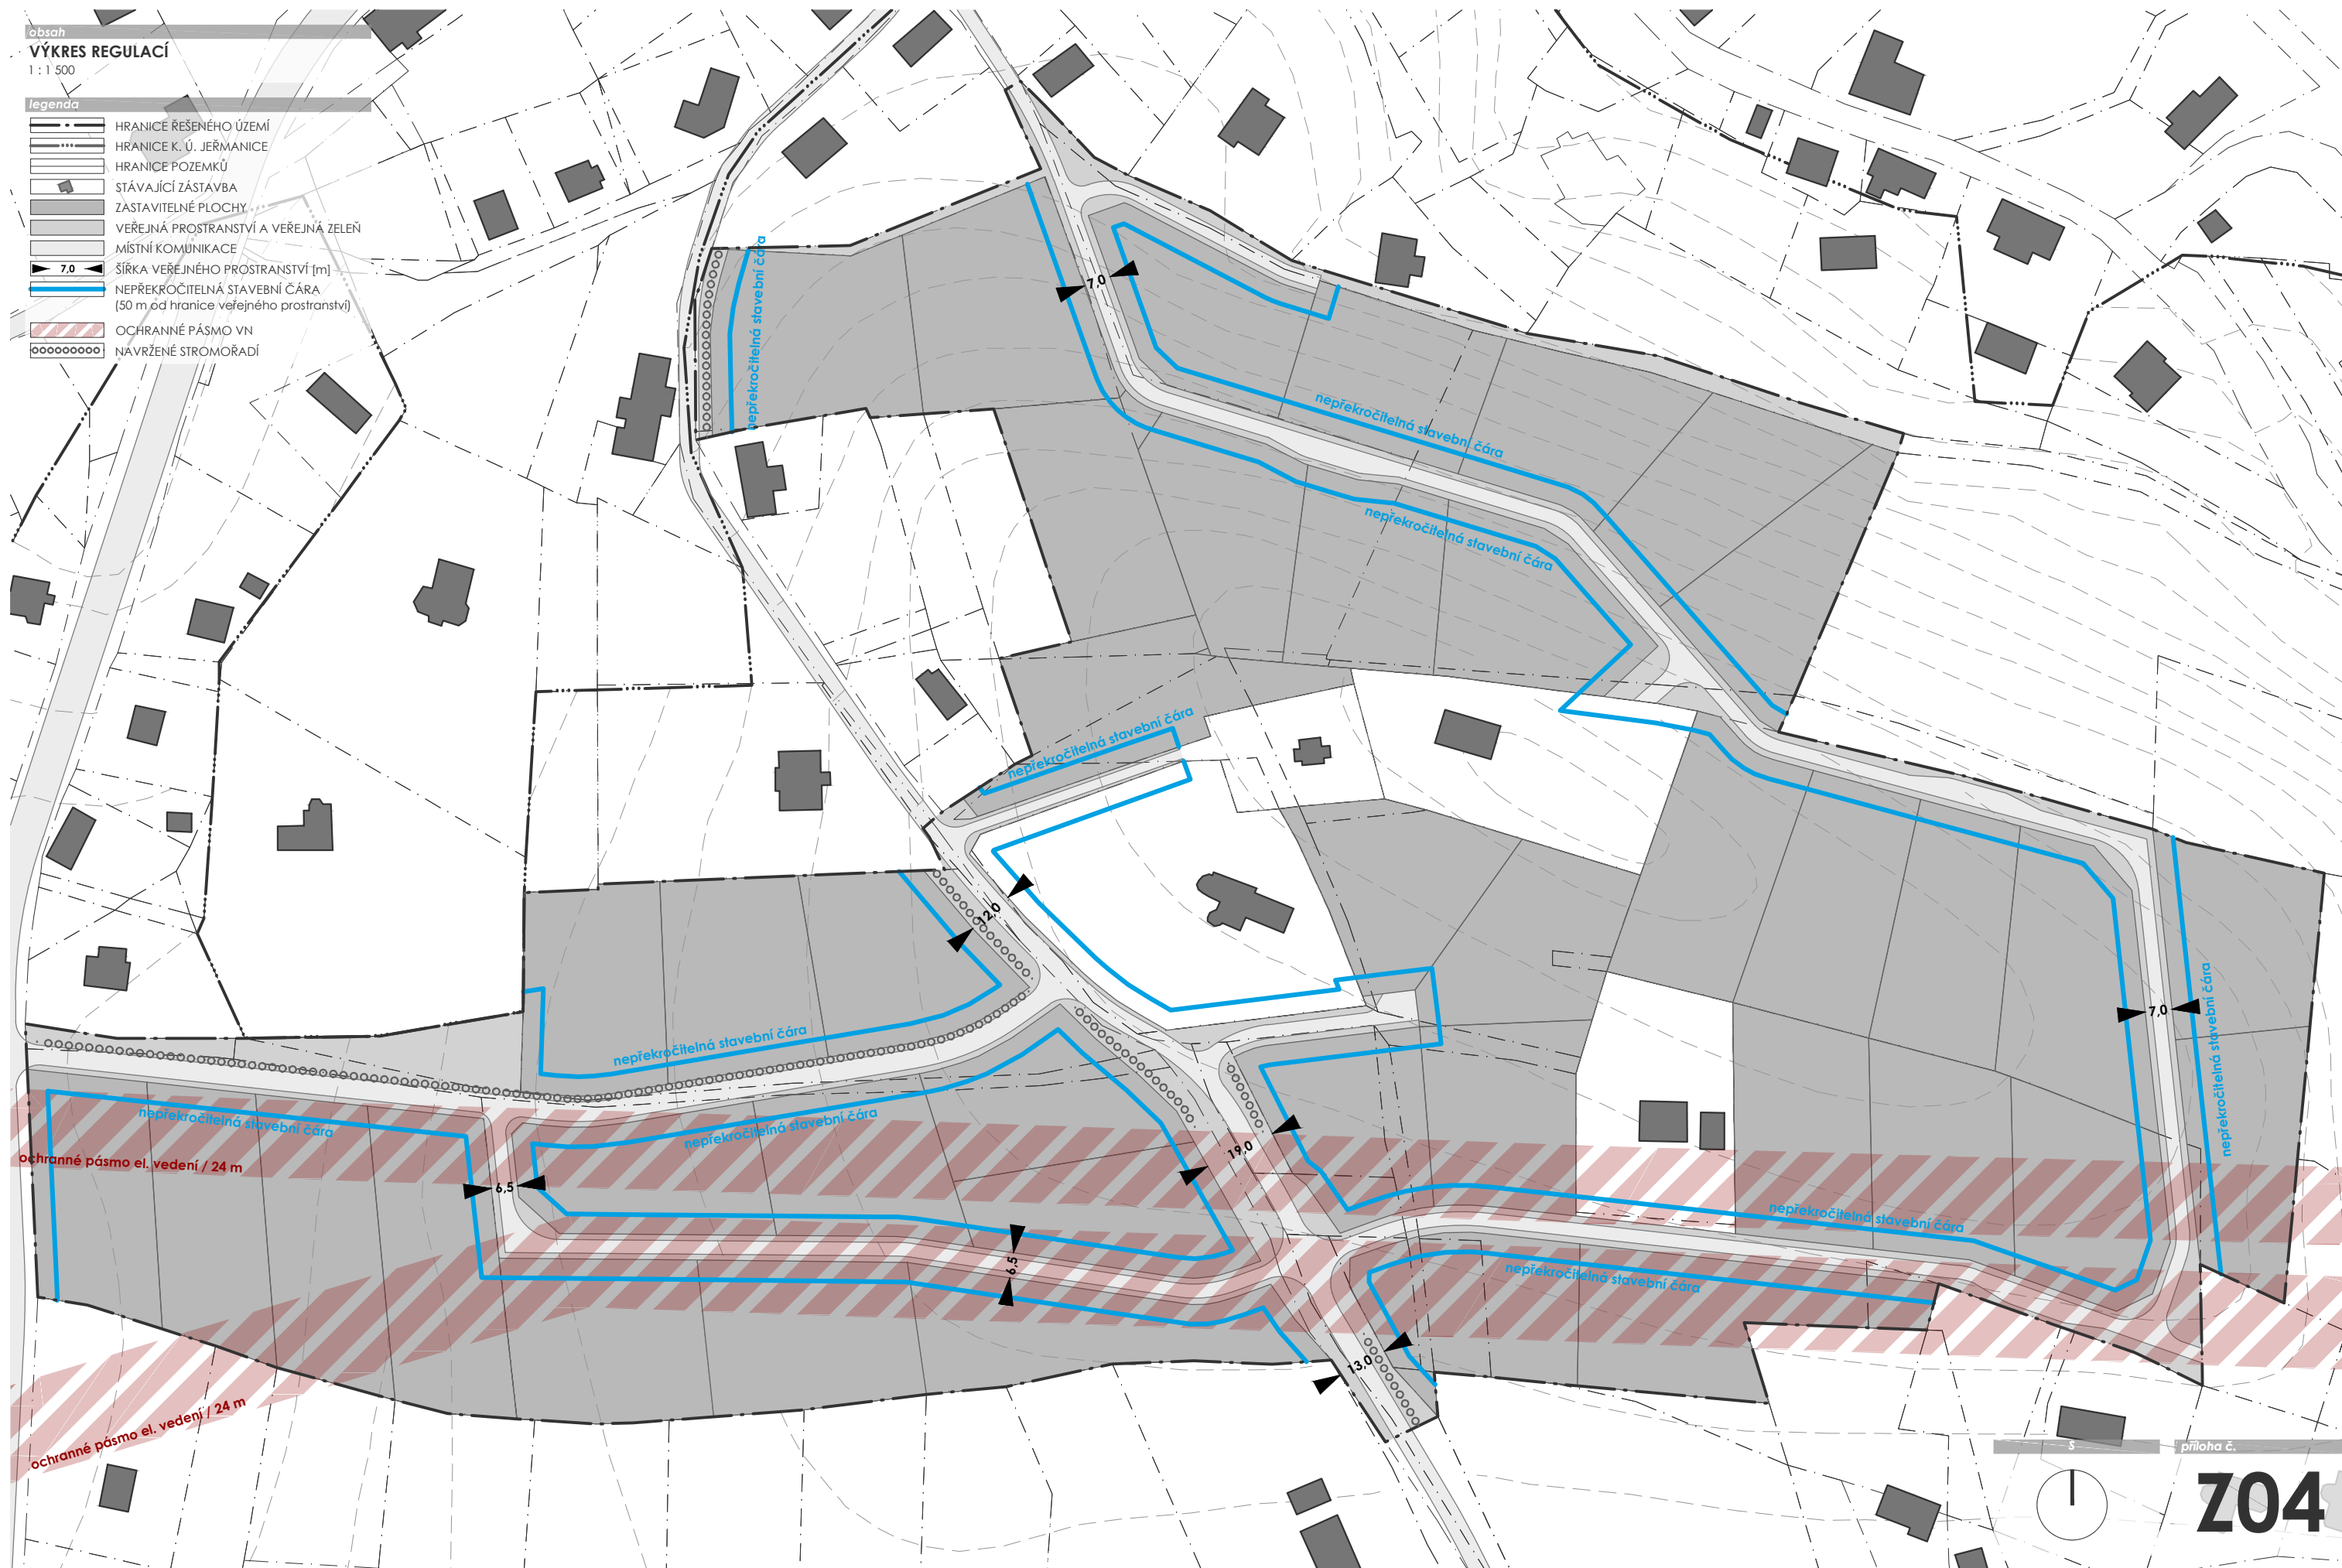 obsah
VÝKRES REGULACÍ
1 : 1 500
legenda
HRANICE ŘEŠENÉHO ÚZEMÍ
HRANICE K. Ú. JEŘMANICE
HRANICE POZEMKŮ
STÁVAJÍCÍ ZÁSTAVBA
ZASTAVITELNÉ PLOCHY
VEŘEJNÁ PROSTRANSTVÍ A VEŘEJNÁ ZELEŇ
MÍSTNÍ KOMUNIKACE
7,0 ŠÍŘKA VEŘEJNÉHO PROSTRANSTVÍ [m]
NEPŘEKROČITELNÁ STAVEBNÍ ČÁRA
(50 m od hranice veřejného prostranství)
OCHRANNÉ PÁSMO VN
NAVRŽENÉ STROMOŘADÍ
nepřekročitelná stavební čára
7,0
nepřekročitelná stavební čára
nepřekročitelná stavební čára
nepřekročitelná stavební čára
12,0
nepřekročitelná stavební čára
7,0
nepřekročitelná stavební čára
nepřekročitelná stavební čára
nepřekročitelná stavební čára
ochranné pásmo el. vedení / 24 m
19,0
6,5
nepřekročitelná stavební čára
6,5
nepřekročitelná stavební čára
13,0
ochranné pásmo el. vedení / 24 m
S
příloha č.
Z04